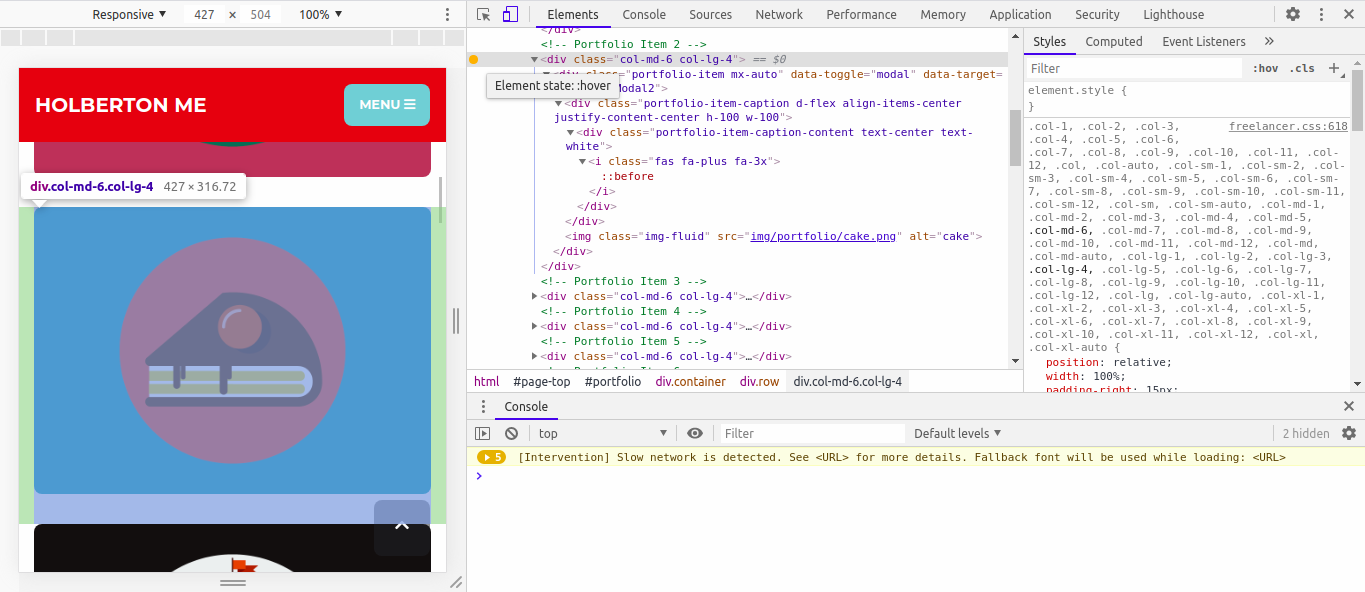 Responsive ▼ 427 × 504 100% ▼
HOLBERTON ME
MENU
div.col-md-6.col-lg-4 427 × 316.72
Elements Console Sources Network Performance Memory Application Security Lighthouse
</div>
<!-- Portfolio Item 2 -->
▼<div class="col-md-6 col-lg-4"> == $0
class="portfolio-item mx-auto" data-toggle="modal" data-target=
Element state: :hover
▼<div class="portfolio-item-caption d-flex align-items-center
justify-content-center h-100 w-100">
▼<div class="portfolio-item-caption-content text-center text-
white">
▼<i class="fas fa-plus fa-3x">
::before
</i>
</div>
</div>
<img class="img-fluid" src="img/portfolio/cake.png" alt="cake">
</div>
</div>
<!-- Portfolio Item 3 -->
▶<div class="col-md-6 col-lg-4">…</div>
<!-- Portfolio Item 4 -->
▶<div class="col-md-6 col-lg-4">…</div>
<!-- Portfolio Item 5 -->
▶<div class="col-md-6 col-lg-4">…</div>
html #page-top #portfolio div.container div.row div.col-md-6.col-lg-4
Styles Computed Event Listeners »
Filter :hov .cls +
element.style {
}
.col-1, .col-2, .col-3, freelancer.css:618
.col-4, .col-5, .col-6,
.col-7, .col-8, .col-9, .col-10, .col-11, .col-
12, .col, .col-auto, .col-sm-1, .col-sm-2, .col-
sm-3, .col-sm-4, .col-sm-5, .col-sm-6, .col-sm-
7, .col-sm-8, .col-sm-9, .col-sm-10, .col-sm-11,
.col-sm-12, .col-sm, .col-sm-auto, .col-md-1,
.col-md-2, .col-md-3, .col-md-4, .col-md-5,
.col-md-6, .col-md-7, .col-md-8, .col-md-9,
.col-md-10, .col-md-11, .col-md-12, .col-md,
.col-md-auto, .col-lg-1, .col-lg-2, .col-lg-3,
.col-lg-4, .col-lg-5, .col-lg-6, .col-lg-7,
.col-lg-8, .col-lg-9, .col-lg-10, .col-lg-11,
.col-lg-12, .col-lg, .col-lg-auto, .col-xl-1,
.col-xl-2, .col-xl-3, .col-xl-4, .col-xl-5,
.col-xl-6, .col-xl-7, .col-xl-8, .col-xl-9,
.col-xl-10, .col-xl-11, .col-xl-12, .col-xl,
.col-xl-auto {
position: relative;
width: 100%;
padding-right: 15px;
Console
top ▼ Filter Default levels ▼ 2 hidden
▶ 5 [Intervention] Slow network is detected. See <URL> for more details. Fallback font will be used while loading: <URL>